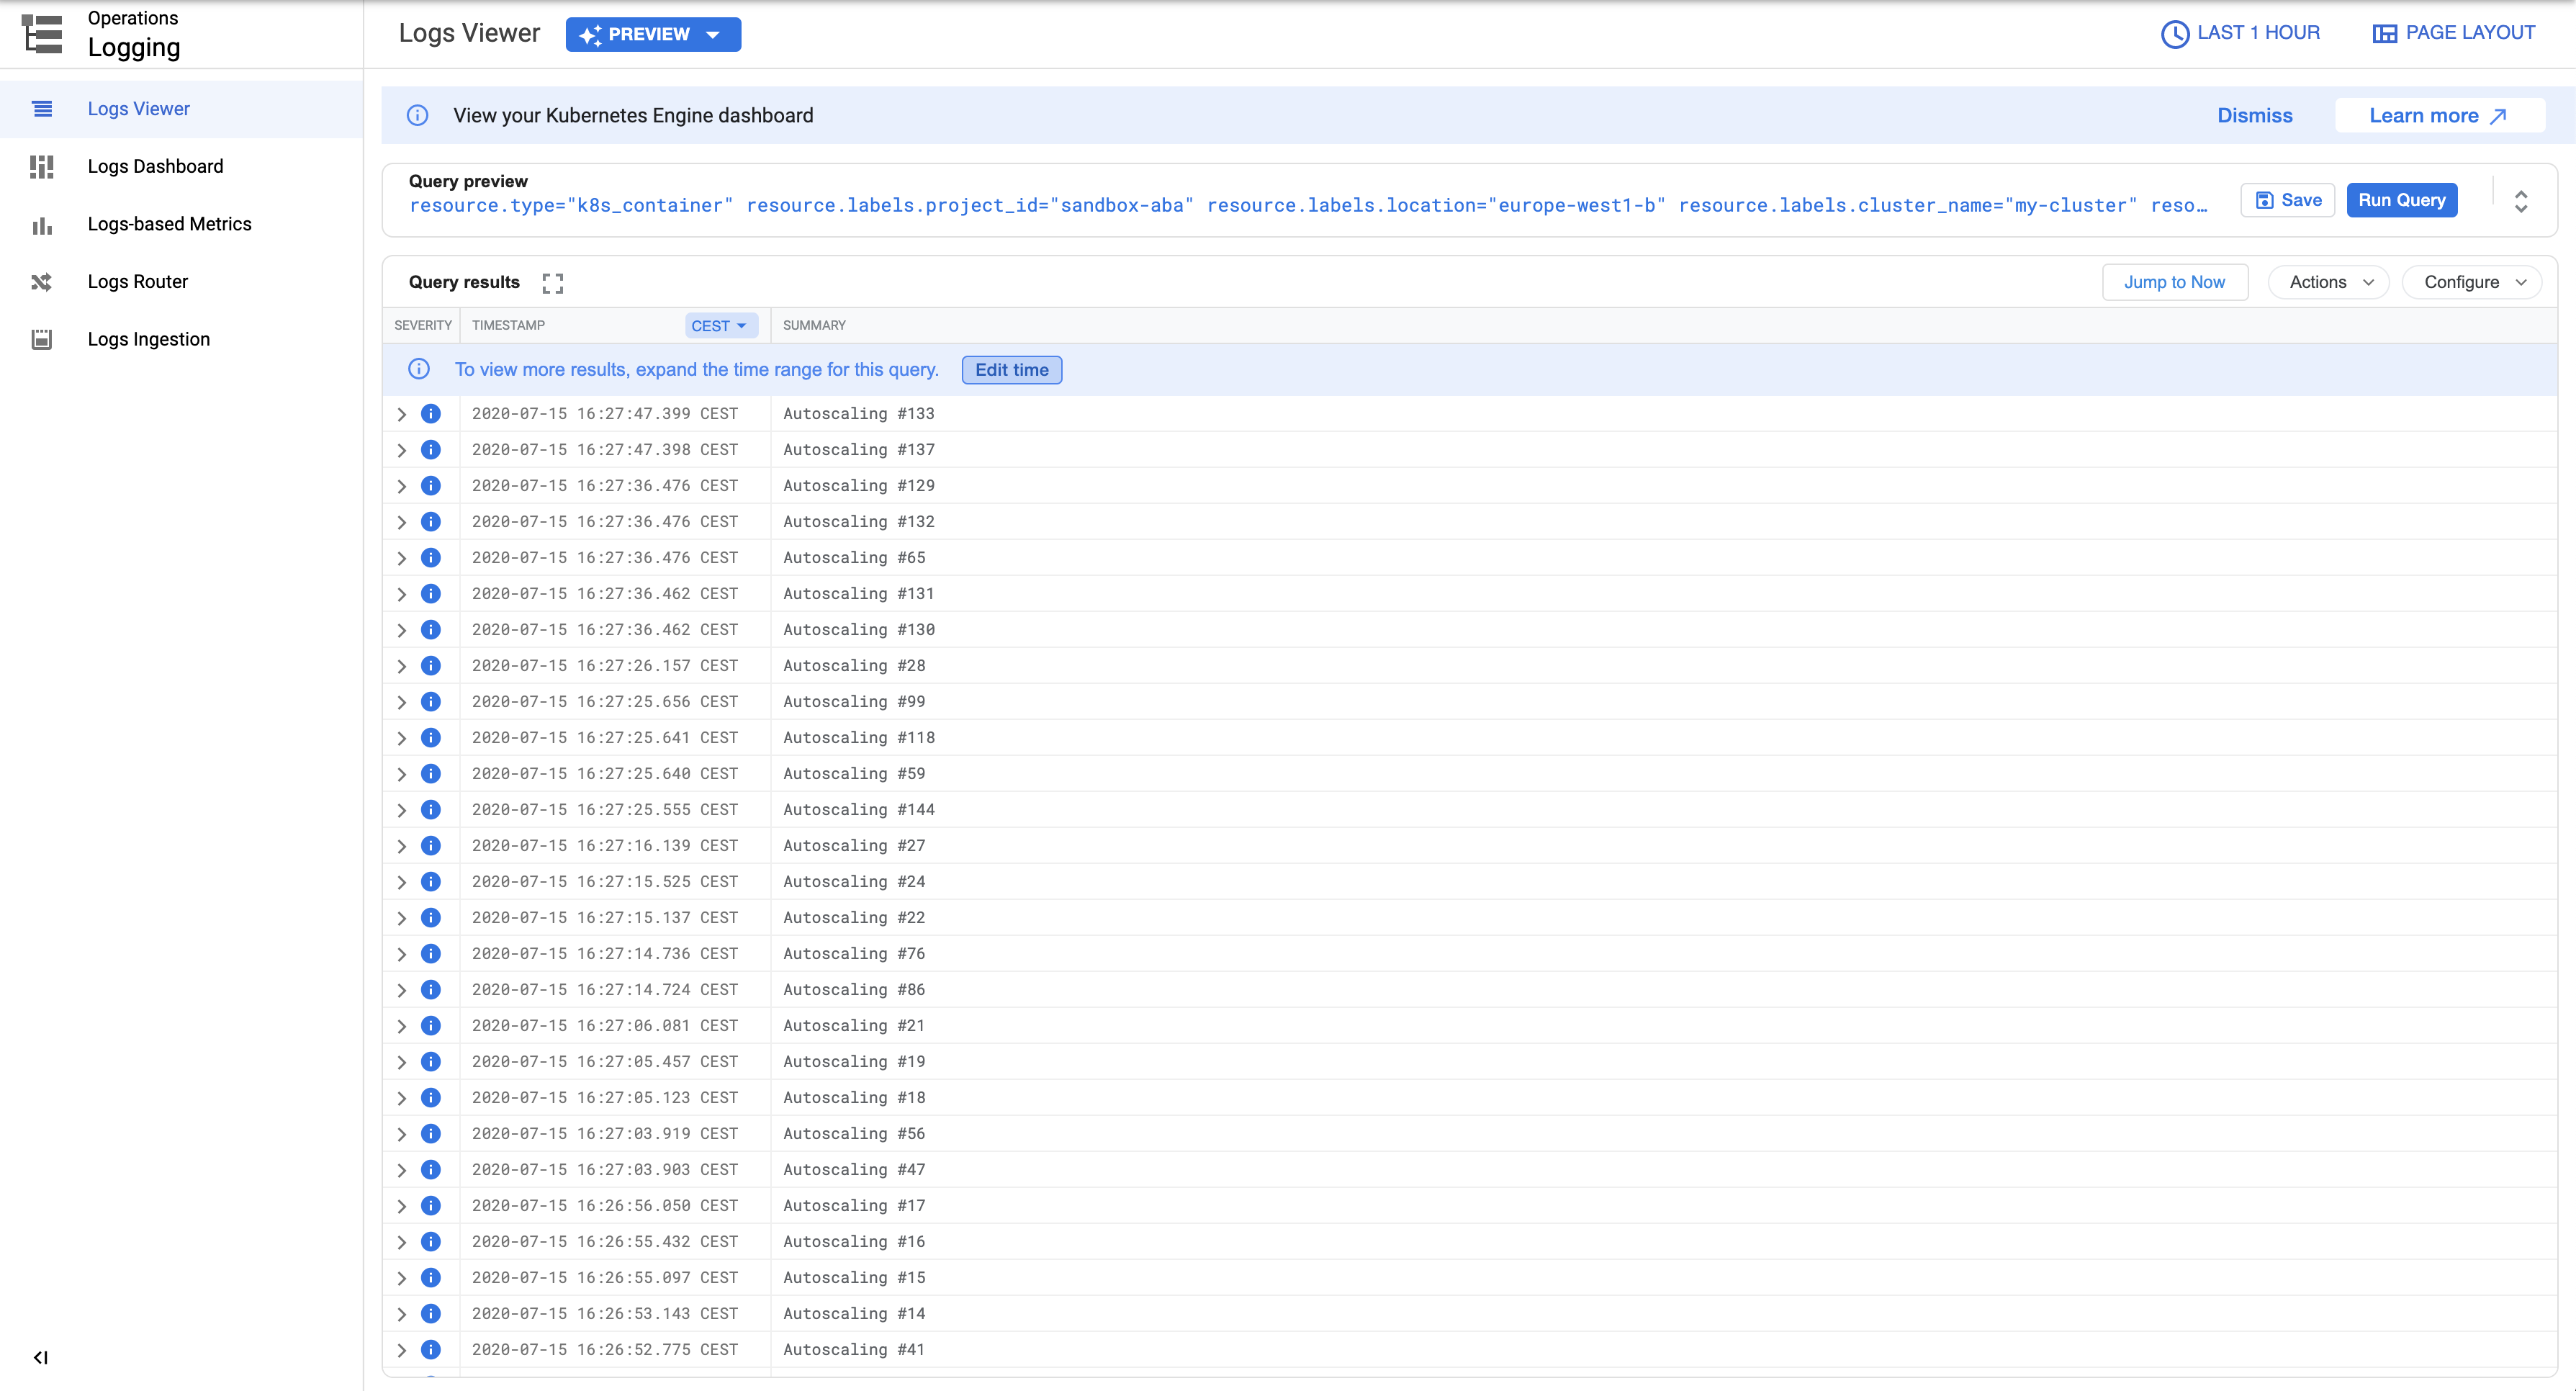 Operations
Logging
Logs Viewer
Logs Dashboard
Logs-based Metrics
Logs Router
Logs Ingestion
Logs Viewer PREVIEW LAST 1 HOUR PAGE LAYOUT
View your Kubernetes Engine dashboard Dismiss Learn more
Query preview
resource.type="k8s_container" resource.labels.project_id="sandbox-aba" resource.labels.location="europe-west1-b" resource.labels.cluster_name="my-cluster" reso…
Save Run Query
Query results Jump to Now Actions Configure
SEVERITY TIMESTAMP CEST SUMMARY
To view more results, expand the time range for this query. Edit time
2020-07-15 16:27:47.399 CEST Autoscaling #133
2020-07-15 16:27:47.398 CEST Autoscaling #137
2020-07-15 16:27:36.476 CEST Autoscaling #129
2020-07-15 16:27:36.476 CEST Autoscaling #132
2020-07-15 16:27:36.476 CEST Autoscaling #65
2020-07-15 16:27:36.462 CEST Autoscaling #131
2020-07-15 16:27:36.462 CEST Autoscaling #130
2020-07-15 16:27:26.157 CEST Autoscaling #28
2020-07-15 16:27:25.656 CEST Autoscaling #99
2020-07-15 16:27:25.641 CEST Autoscaling #118
2020-07-15 16:27:25.640 CEST Autoscaling #59
2020-07-15 16:27:25.555 CEST Autoscaling #144
2020-07-15 16:27:16.139 CEST Autoscaling #27
2020-07-15 16:27:15.525 CEST Autoscaling #24
2020-07-15 16:27:15.137 CEST Autoscaling #22
2020-07-15 16:27:14.736 CEST Autoscaling #76
2020-07-15 16:27:14.724 CEST Autoscaling #86
2020-07-15 16:27:06.081 CEST Autoscaling #21
2020-07-15 16:27:05.457 CEST Autoscaling #19
2020-07-15 16:27:05.123 CEST Autoscaling #18
2020-07-15 16:27:03.919 CEST Autoscaling #56
2020-07-15 16:27:03.903 CEST Autoscaling #47
2020-07-15 16:26:56.050 CEST Autoscaling #17
2020-07-15 16:26:55.432 CEST Autoscaling #16
2020-07-15 16:26:55.097 CEST Autoscaling #15
2020-07-15 16:26:53.143 CEST Autoscaling #14
2020-07-15 16:26:52.775 CEST Autoscaling #41